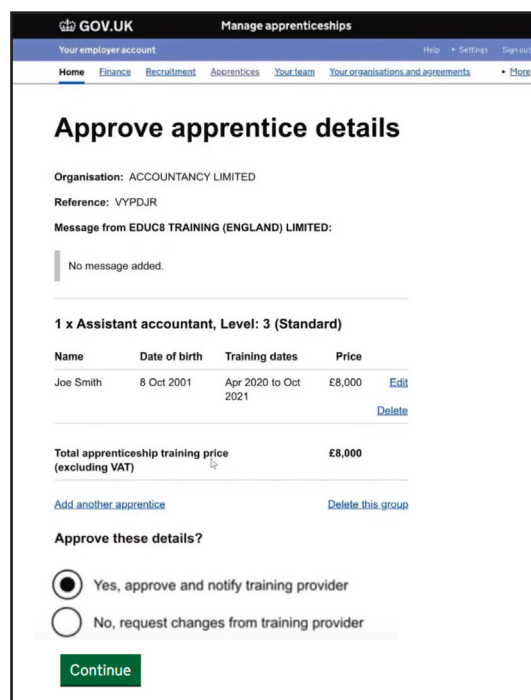 GOV.UK Manage apprenticeships
Your employer account Help Settings Sign out
Home Finance Recruitment Apprentices Your team Your organisations and agreements More
Approve apprentice details
Organisation: ACCOUNTANCY LIMITED
Reference: VYPDJR
Message from EDUC8 TRAINING (ENGLAND) LIMITED:
No message added.
1 x Assistant accountant, Level: 3 (Standard)
Name Date of birth Training dates Price
Joe Smith 8 Oct 2001 Apr 2020 to Oct £8,000 Edit
2021
Delete
Total apprenticeship training price £8,000
(excluding VAT)
Add another apprentice Delete this group
Approve these details?
Yes, approve and notify training provider
No, request changes from training provider
Continue